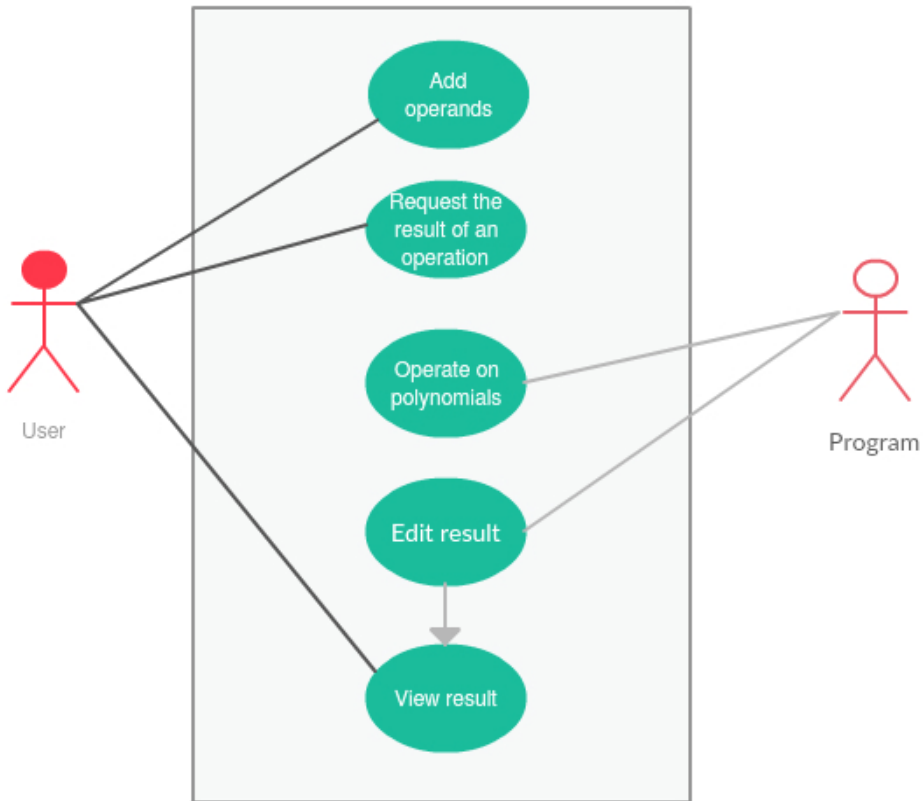 Add
operands
Request the
result of an
operation
Operate on
polynomials
User
Program
Edit result
View result